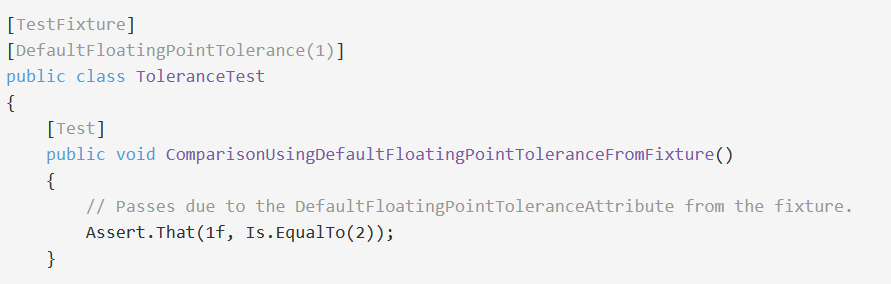 [TestFixture]
[DefaultFloatingPointTolerance(1)]
public class ToleranceTest
{
    [Test]
    public void ComparisonUsingDefaultFloatingPointToleranceFromFixture()
    {
        // Passes due to the DefaultFloatingPointToleranceAttribute from the fixture.
        Assert.That(1f, Is.EqualTo(2));
    }